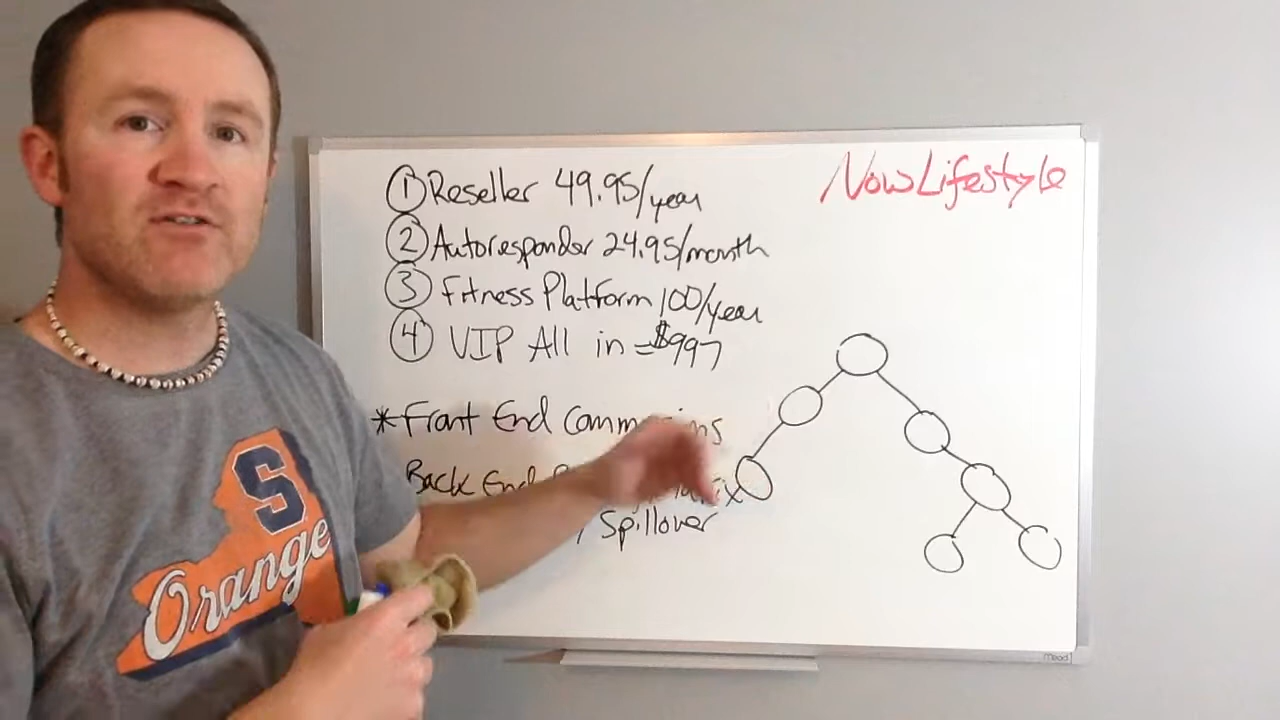 NowLifestyle
① Reseller 49.95/year
② Autoresponder 24.95/month
③ Fitness Platform 100/year
④ VIP All in = $997
* Front End
Back End
Spillover
S
Orange
Mead